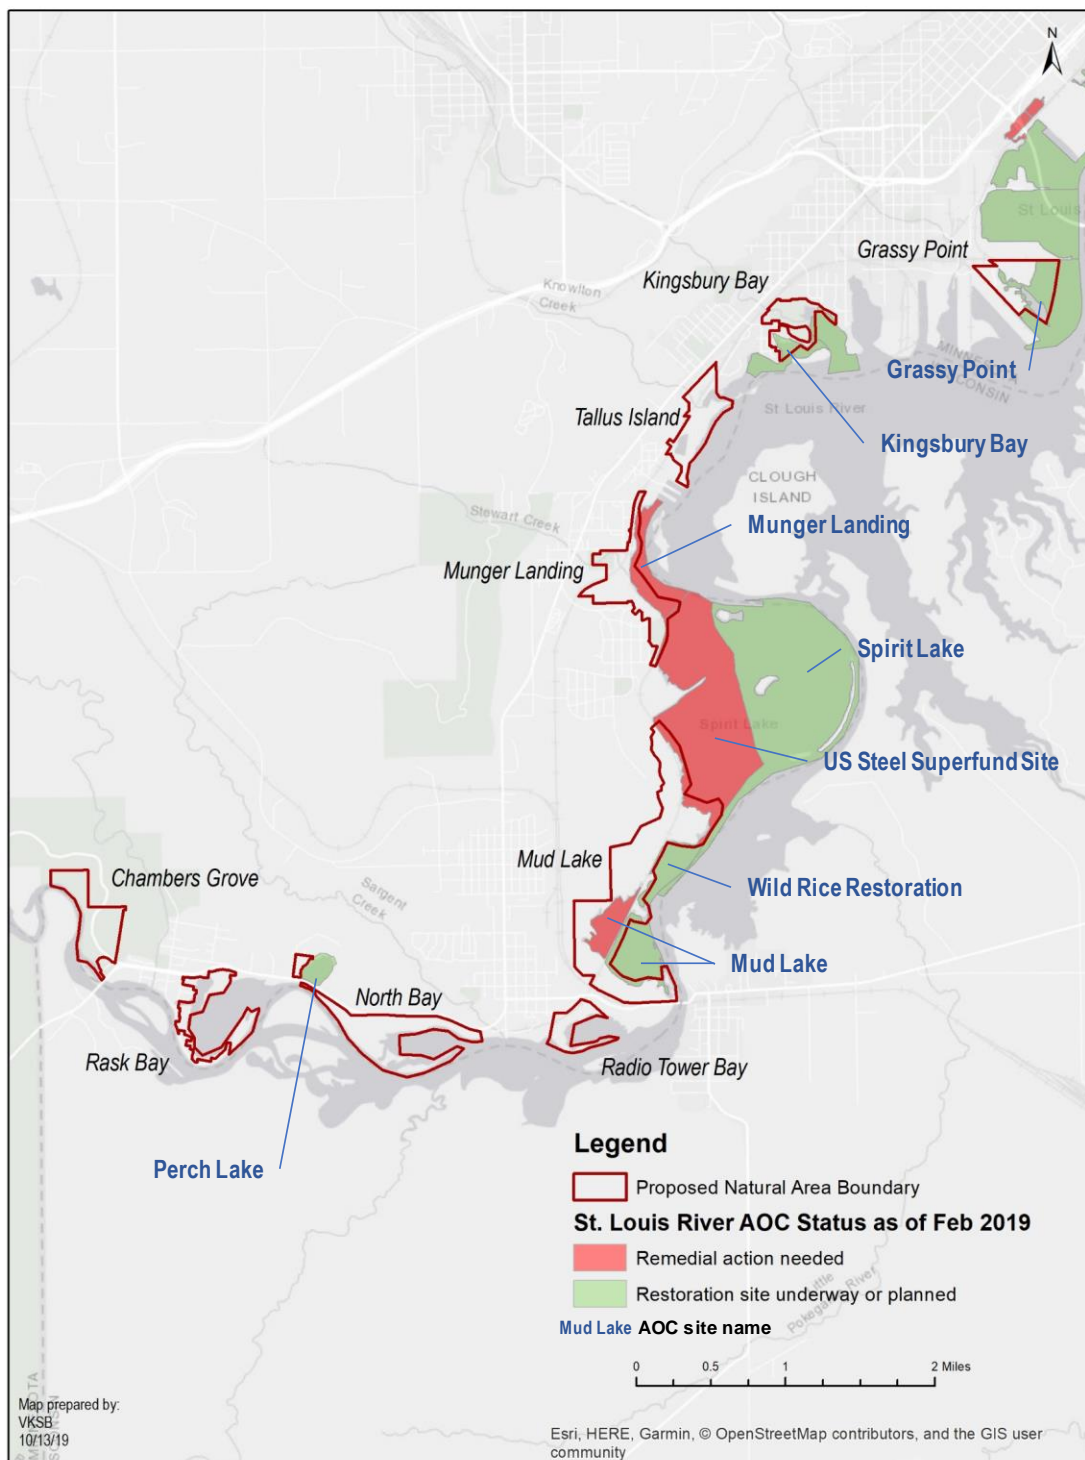 N
St Louis
Grassy Point
Kingsbury Bay
Knowlton
Creek
MINNESOTA
WISCONSIN
Grassy Point
Tallus Island
St Louis River
Kingsbury Bay
CLOUGH
ISLAND
Stewart Creek
Munger Landing
Munger Landing
Spirit Lake
Spirit Lake
US Steel Superfund Site
Mud Lake
Chambers Grove
Sargent
Creek
Wild Rice Restoration
Mud Lake
North Bay
Rask Bay
Radio Tower Bay
Perch Lake
Legend
Proposed Natural Area Boundary
St. Louis River AOC Status as of Feb 2019
Remedial action needed
Restoration site underway or planned
Little
Pokegama River
Mud Lake AOC site name
0 0.5 1 2 Miles
Map prepared by:
VKSB
10/13/19
Esri, HERE, Garmin, © OpenStreetMap contributors, and the GIS user
community